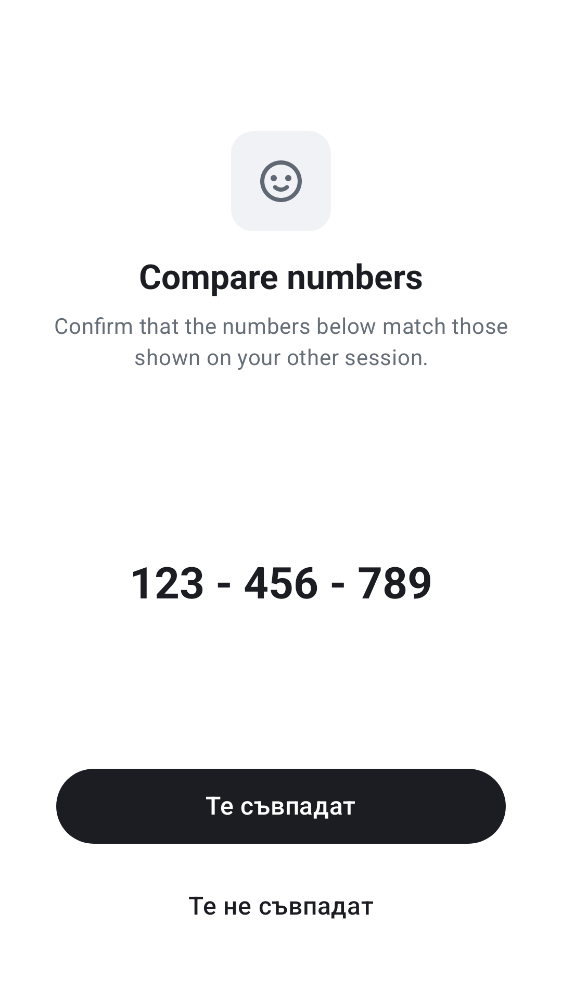 Compare numbers
Confirm that the numbers below match those
shown on your other session.
123 - 456 - 789
Те съвпадат
Те не съвпадат